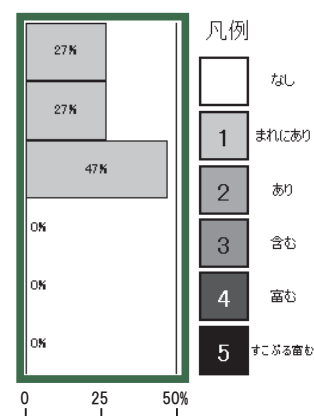 凡例
27%
27%
47%
0%
0%
0%
0 25 50%
なし
1 まれにあり
2 あり
3 含む
4 富む
5 すこぶる富む